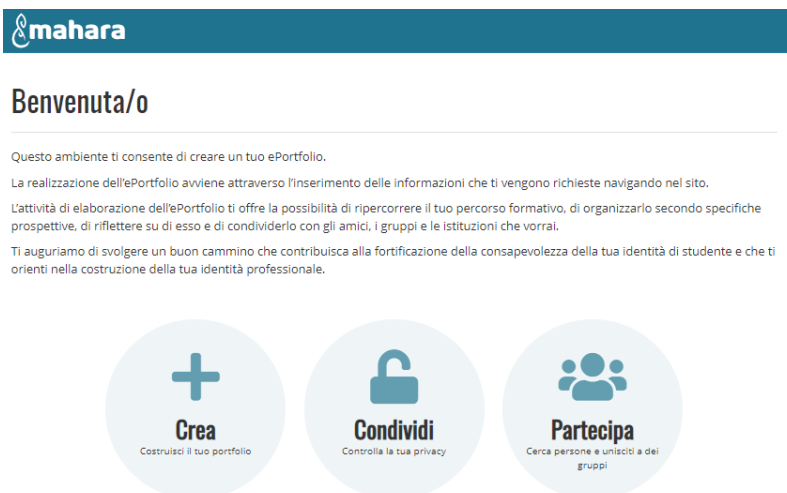 mahara
Benvenuta/o
Questo ambiente ti consente di creare un tuo ePortfolio.
La realizzazione dell'ePortfolio avviene attraverso l'inserimento delle informazioni che ti vengono richieste navigando nel sito.
L'attività di elaborazione dell'ePortfolio ti offre la possibilità di ripercorrere il tuo percorso formativo, di organizzarlo secondo specifiche
prospettive, di riflettere su di esso e di condividerlo con gli amici, i gruppi e le istituzioni che vorrai.
Ti auguriamo di svolgere un buon cammino che contribuisca alla fortificazione della consapevolezza della tua identità di studente e che ti
orienti nella costruzione della tua identità professionale.
Crea
Costruisci il tuo portfolio
Condividi
Controlla la tua privacy
Partecipa
Cerca persone e unisciti a dei
gruppi